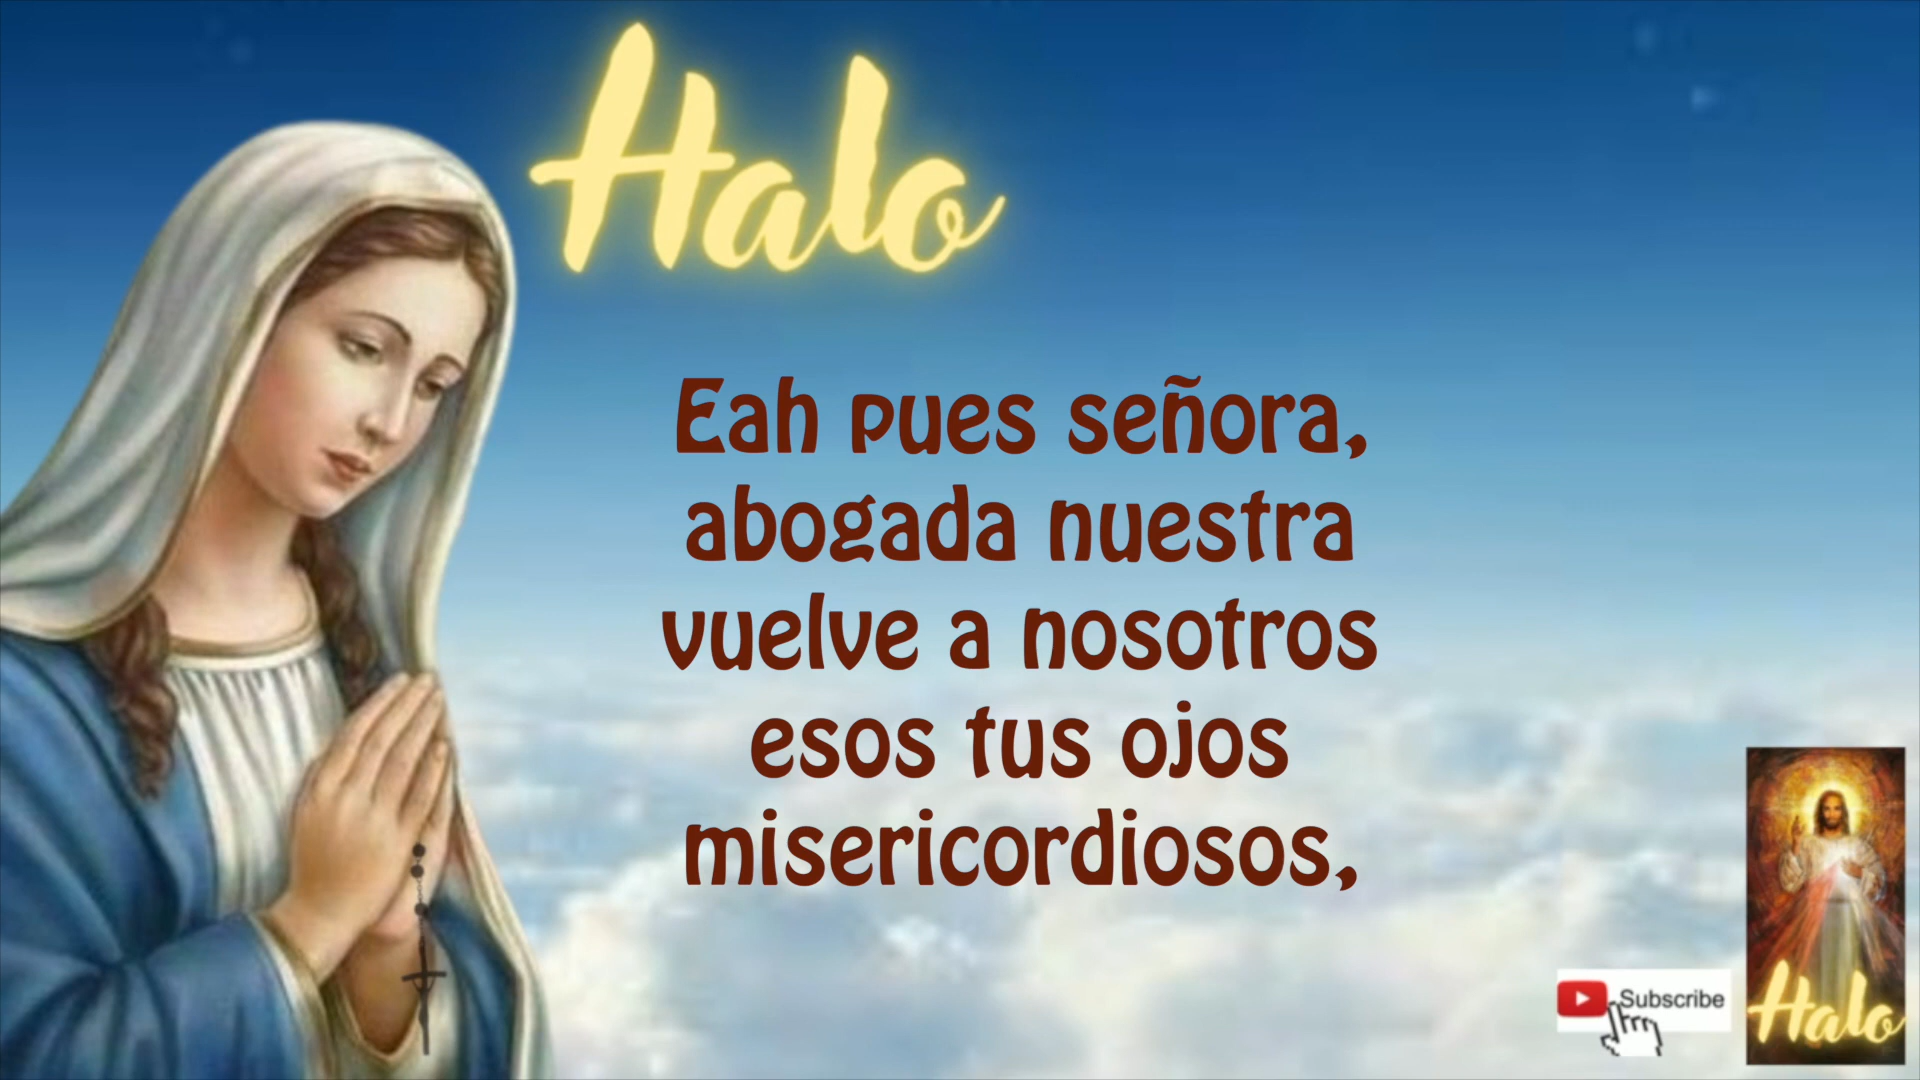 Halo
Eah pues señora,
abogada nuestra
vuelve a nosotros
esos tus ojos
misericordiosos,
Subscribe
Halo